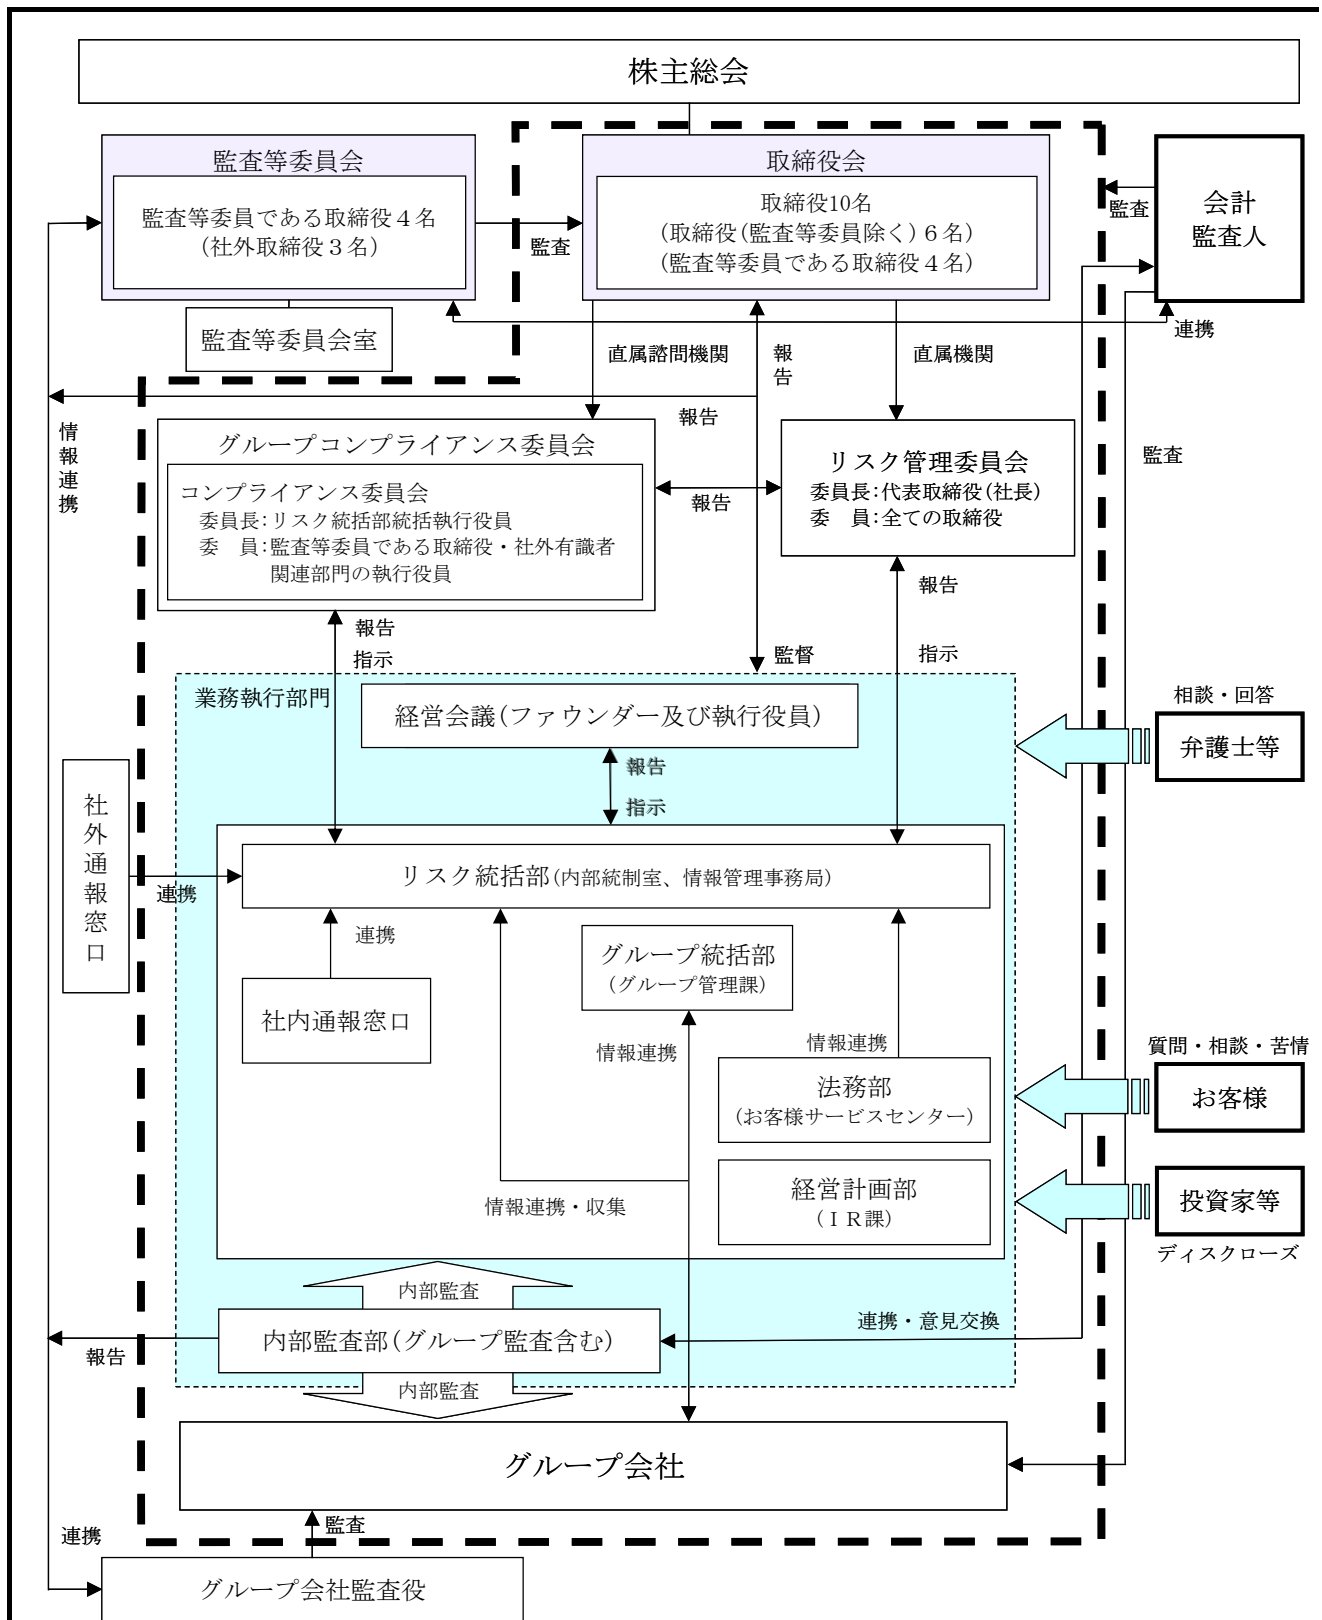 株主総会
監査等委員会
監査等委員である取締役４名
(社外取締役３名)
監査等委員会室
監査
取締役会
取締役10名
(取締役(監査等委員除く)６名)
(監査等委員である取締役４名)
監査
会計
監査人
連携
直属諮問機関
報
告
直属機関
報告
情
報
連
携
監査
グループコンプライアンス委員会
コンプライアンス委員会
委員長:リスク統括部統括執行役員
委　員:監査等委員である取締役・社外有識者
関連部門の執行役員
報告
リスク管理委員会
委員長:代表取締役(社長)
委　員:全ての取締役
報告
指示
監督
報告
指示
業務執行部門
経営会議(ファウンダー及び執行役員)
報告
指示
相談・回答
弁護士等
社
外
通
報
窓
口
連携
リスク統括部(内部統制室、情報管理事務局)
連携
社内通報窓口
グループ統括部
(グループ管理課)
情報連携
情報連携
法務部
(お客様サービスセンター)
質問・相談・苦情
お客様
情報連携・収集
経営計画部
(ＩＲ課)
投資家等
ディスクローズ
内部監査
内部監査部(グループ監査含む)
連携・意見交換
報告
内部監査
グループ会社
監査
連携
グループ会社監査役